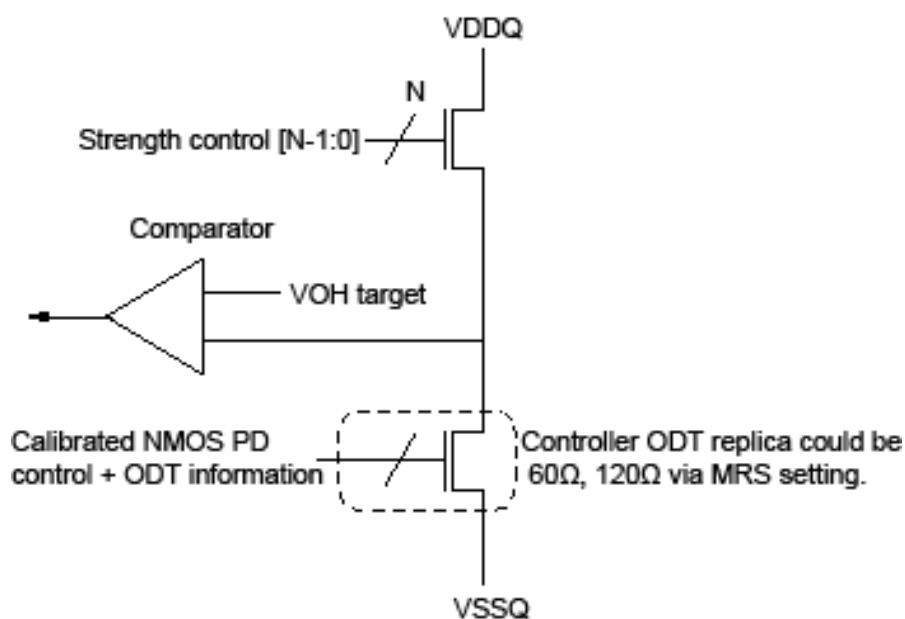 VDDQ
N
Strength control [N-1:0]
Comparator
VOH target
Calibrated NMOS PD
control + ODT information
Controller ODT replica could be
60Ω, 120Ω via MRS setting.
VSSQ